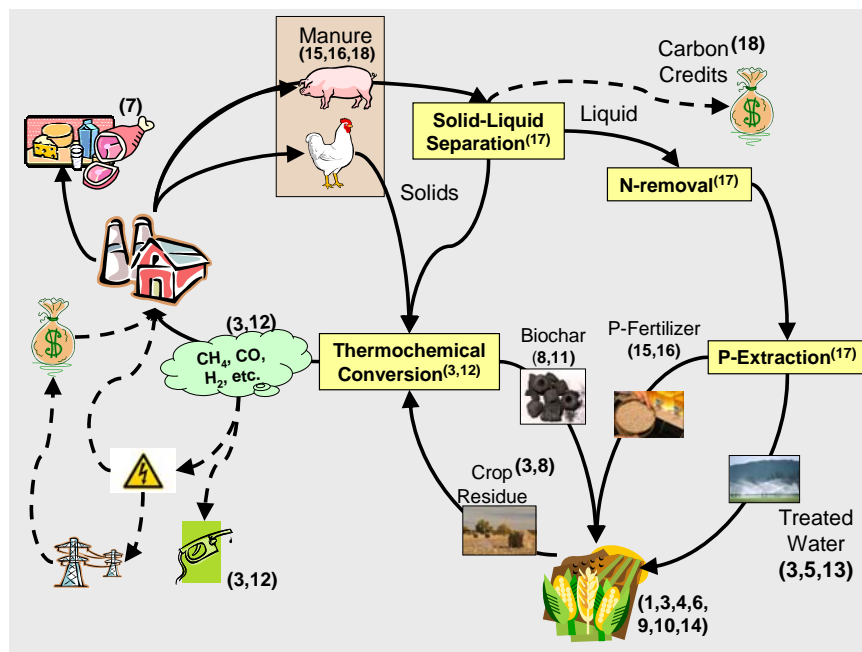 Manure
(15,16,18)
Carbon (18)
Credits
$
(7)
Solid-Liquid
Separation(17)
Liquid
N-removal(17)
Solids
$
(3,12)
CH4, CO,
H2, etc.
Thermochemical
Conversion(3,12)
Biochar
(8,11)
P-Fertilizer
(15,16)
P-Extraction(17)
Crop (3,8)
Residue
Treated
Water
(3,5,13)
(3,12)
(1,3,4,6,
9,10,14)